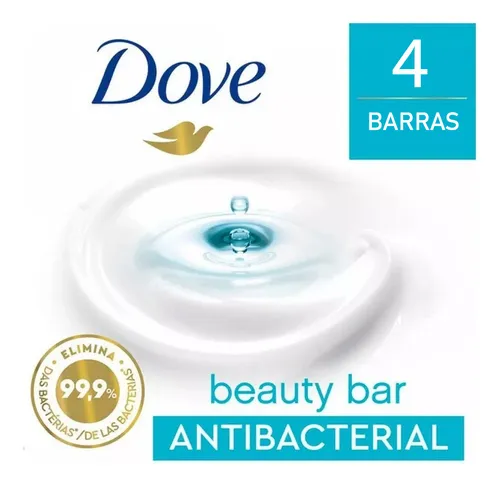 Dove
4
BARRAS
ELIMINA
99,9%
DAS BACTÉRIAS*/DE LAS BACTERIAS*
beauty bar
ANTIBACTERIAL